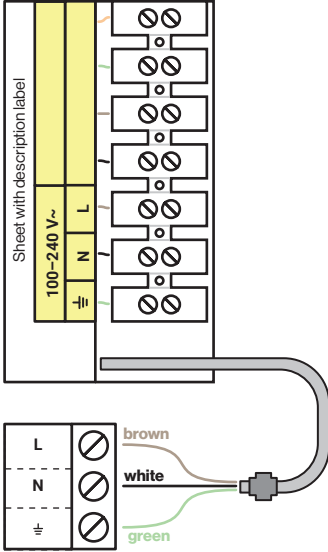 Sheet with description label
100–240 V~
L
N
⏚
L
N
⏚
brown
white
green